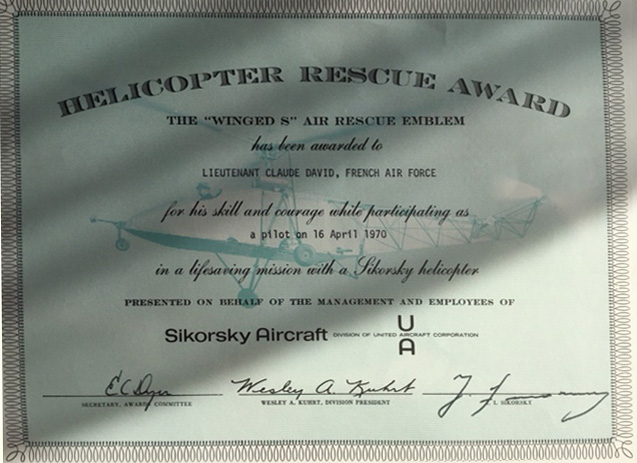 HELICOPTER RESCUE AWARD
THE "WINGED S" AIR RESCUE EMBLEM
has been awarded to
LIEUTENANT CLAUDE DAVID, FRENCH AIR FORCE
for his skill and courage while participating as
a pilot on 16 April 1970
in a lifesaving mission with a Sikorsky helicopter
PRESENTED ON BEHALF OF THE MANAGEMENT AND EMPLOYEES OF
Sikorsky Aircraft DIVISION OF UNITED AIRCRAFT CORPORATION
U
A
Wesley A. Kuhrt
SECRETARY, AWARDS COMMITTEE WESLEY A. KUHRT, DIVISION PRESIDENT I. SIKORSKY